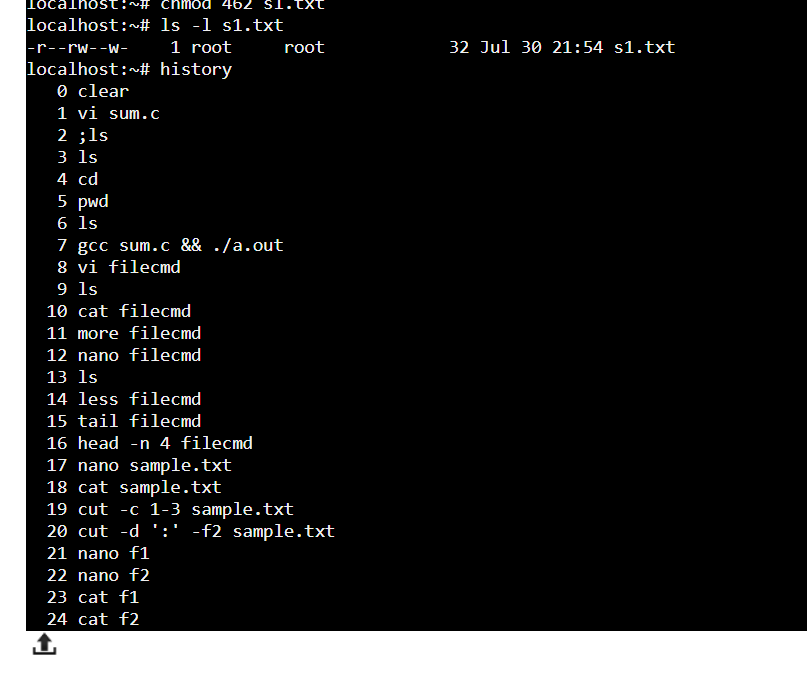 localhost:~# chmod 462 s1.txt
localhost:~# ls -l s1.txt
-r--rw--w-    1 root     root            32 Jul 30 21:54 s1.txt
localhost:~# history
   0 clear
   1 vi sum.c
   2 ;ls
   3 ls
   4 cd
   5 pwd
   6 ls
   7 gcc sum.c && ./a.out
   8 vi filecmd
   9 ls
  10 cat filecmd
  11 more filecmd
  12 nano filecmd
  13 ls
  14 less filecmd
  15 tail filecmd
  16 head -n 4 filecmd
  17 nano sample.txt
  18 cat sample.txt
  19 cut -c 1-3 sample.txt
  20 cut -d ':' -f2 sample.txt
  21 nano f1
  22 nano f2
  23 cat f1
  24 cat f2